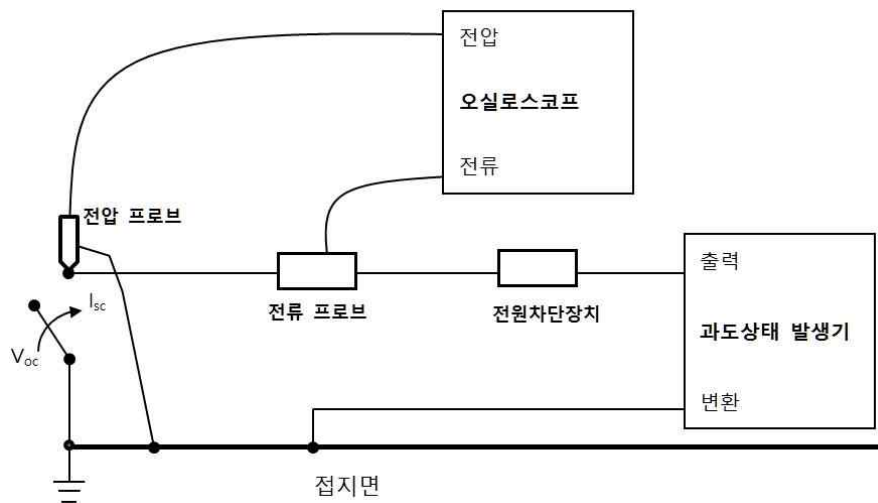 전압
오실로스코프
전류
전압 프로브
출력
I_sc
전류 프로브
전원차단장치
과도상태 발생기
V_oc
변환
접지면